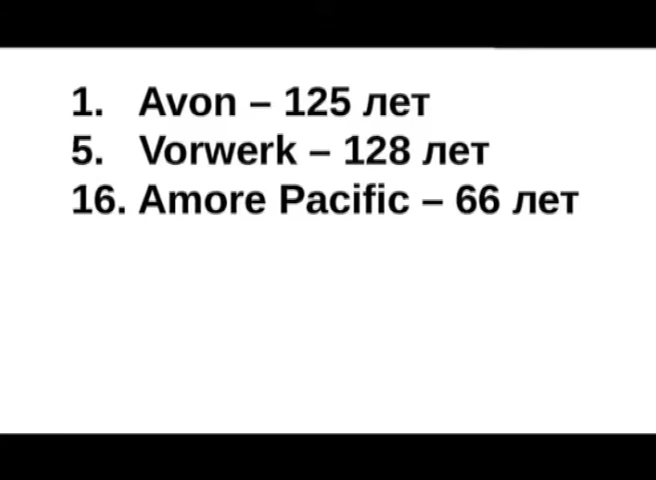 1. Avon – 125 лет
5. Vorwerk – 128 лет
16. Amore Pacific – 66 лет